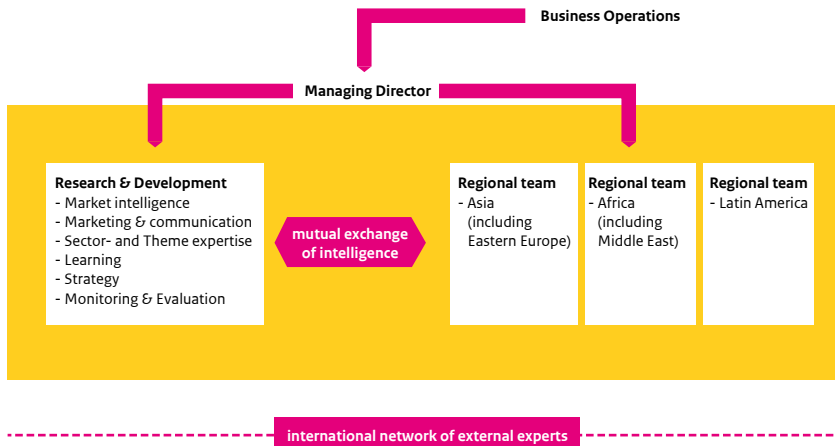 Business Operations
Managing Director
Research & Development
- Market intelligence
- Marketing & communication
- Sector- and Theme expertise
- Learning
- Strategy
- Monitoring & Evaluation
mutual exchange
of intelligence
Regional team
- Asia
(including
Eastern Europe)
Regional team
- Africa
(including
Middle East)
Regional team
- Latin America
international network of external experts